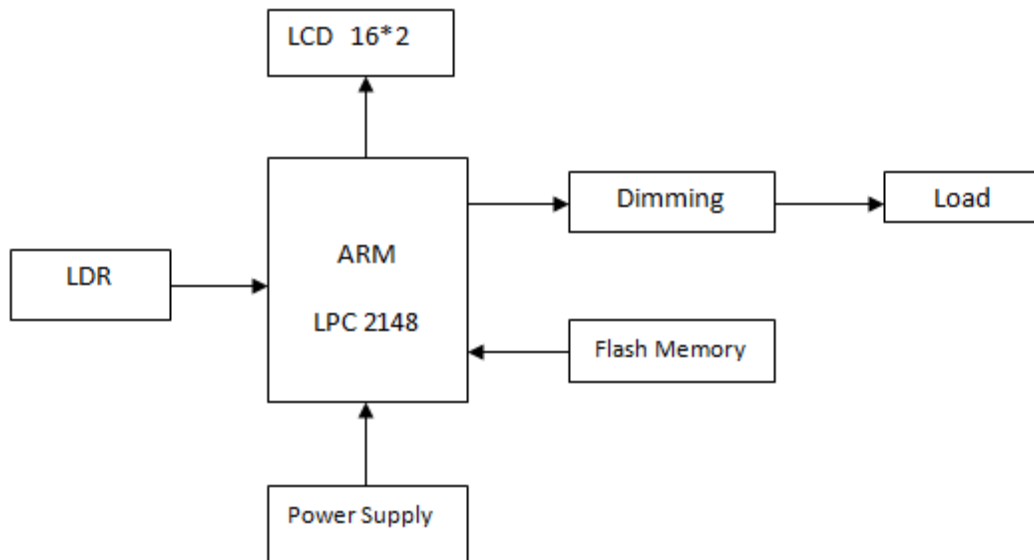 LCD 16*2
Dimming
Load
ARM
LDR
LPC 2148
Flash Memory
Power Supply